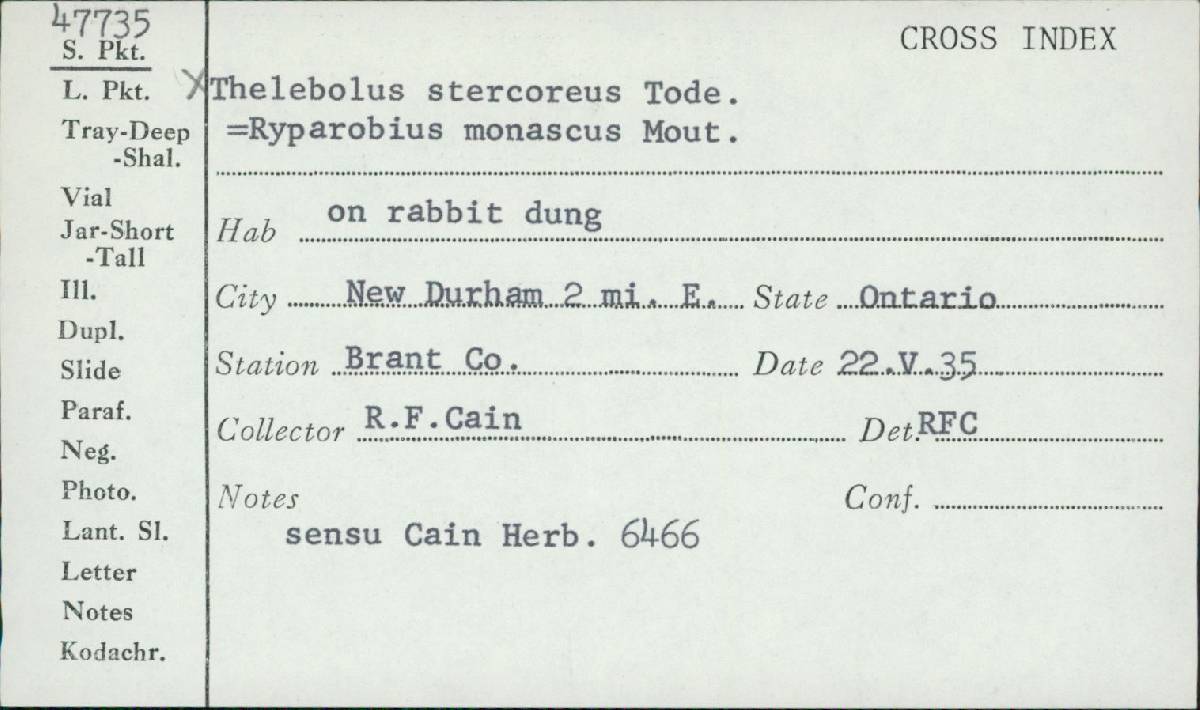 47735
S. Pkt.
L. Pkt.
Tray-Deep
-Shal.
Vial
Jar-Short
-Tall
Ill.
Dupl.
Slide
Paraf.
Neg.
Photo.
Lant. Sl.
Letter
Notes
Kodachr.
CROSS INDEX
X Thelebolus stercoreus Tode.
=Ryparobius monascus Mout.
Hab on rabbit dung
City New Durham 2 mi. E. State Ontario
Station Brant Co. Date 22.V.35
Collector R.F.Cain Det. RFC
Notes Conf.
sensu Cain Herb. 6466